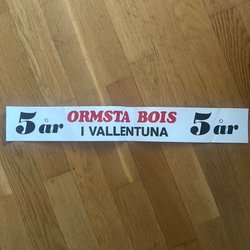 5 år
ORMSTA BOIS
I VALLENTUNA
5 år